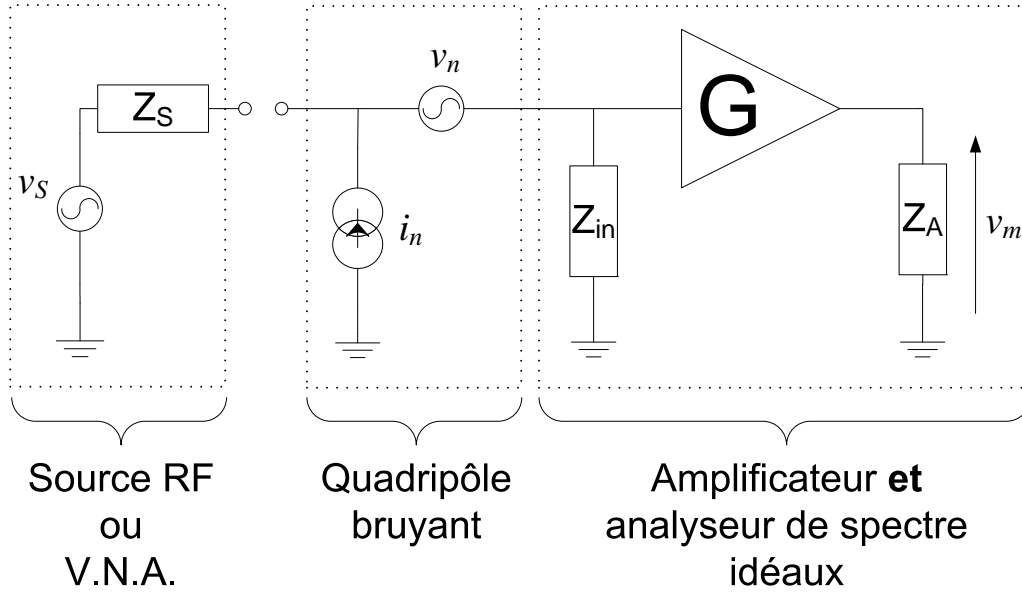 v_n
Z_S
G
v_S
i_n
Z_in
Z_A
v_m
Source RF
ou
V.N.A.
Quadripôle
bruyant
Amplificateur et
analyseur de spectre
idéaux